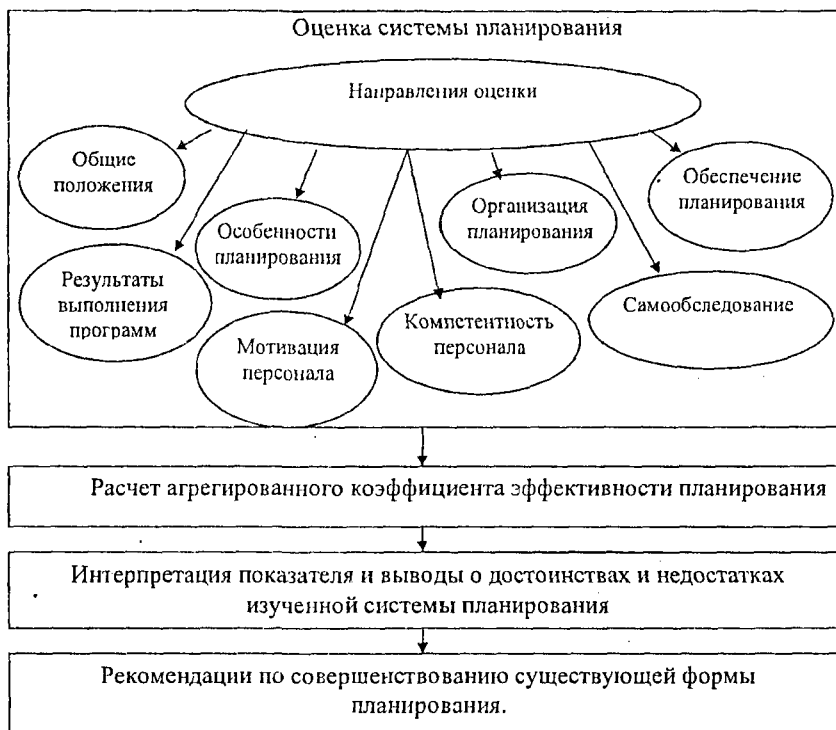 Оценка системы планирования
Направления оценки
Общие
положения
Обеспечение
планирования
Организация
планирования
Особенности
планирования
Результаты
выполнения
программ
Самообследование
Компетентность
персонала
Мотивация
персонала
Расчет агрегированного коэффициента эффективности планирования
Интерпретация показателя и выводы о достоинствах и недостатках
изученной системы планирования
Рекомендации по совершенствованию существующей формы
планирования.